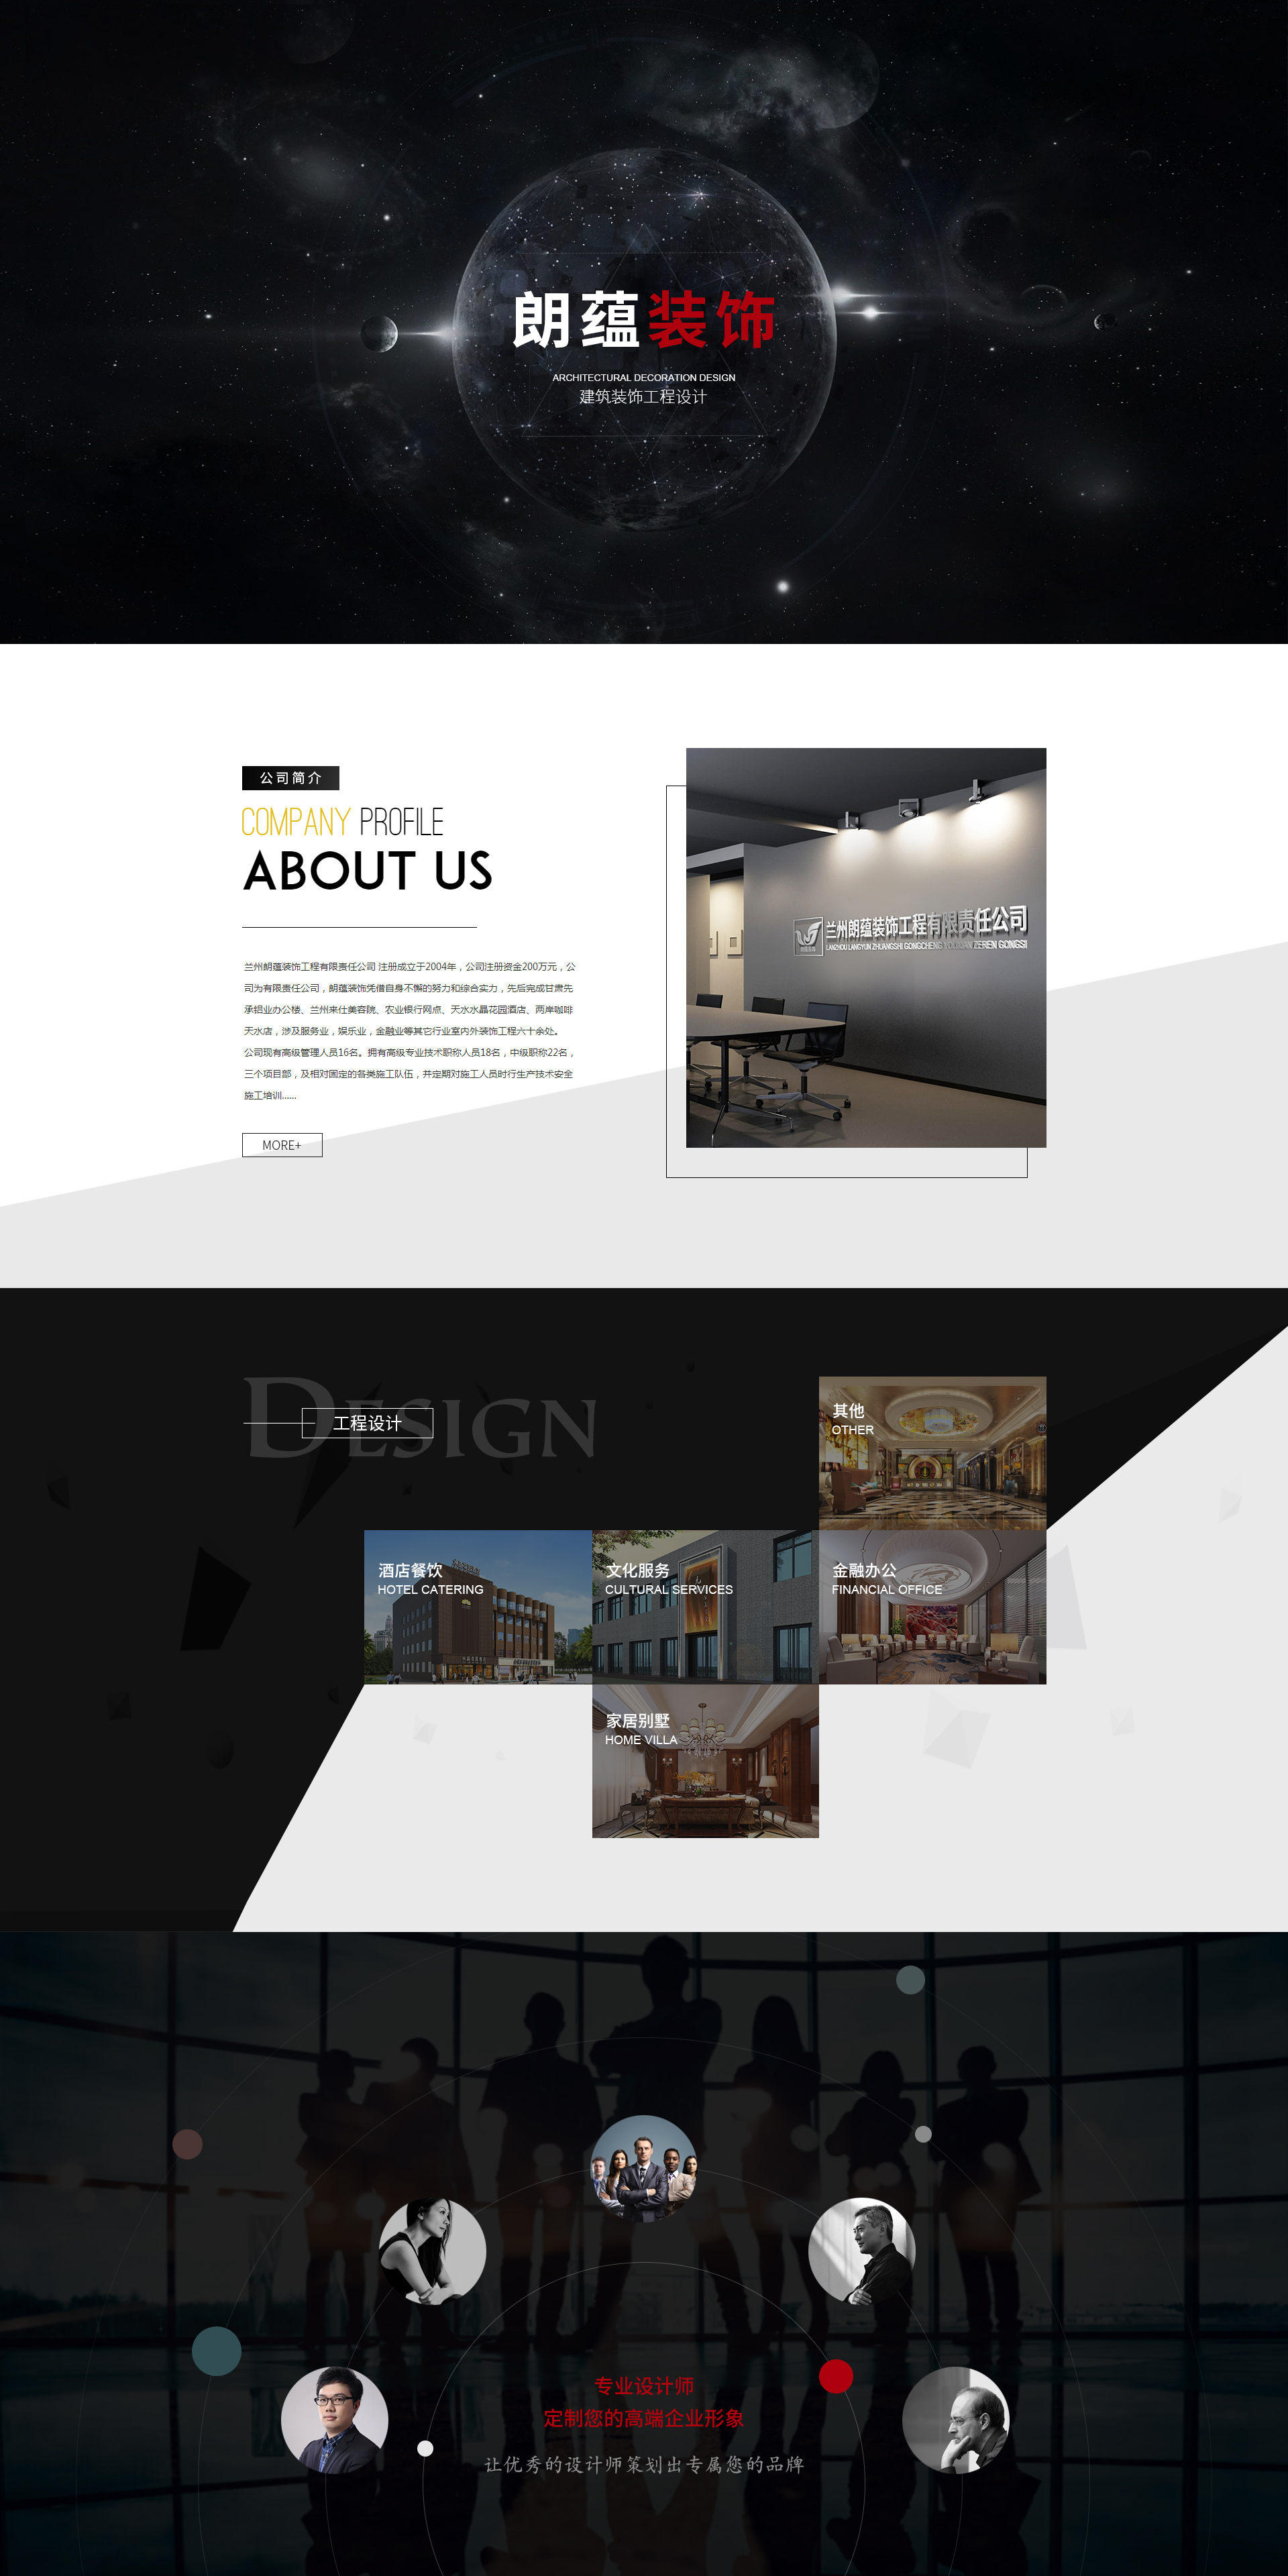 朗蕴装饰
ARCHITECTURAL DECORATION DESIGN
建筑装饰工程设计
公司简介
COMPANY PROFILE
ABOUT US
兰州朗蕴装饰工程有限责任公司 注册成立于2004年，公司注册资金200万元，公
司为有限责任公司，朗蕴装饰凭借自身不懈的努力和综合实力，先后完成甘肃先
承铝业办公楼、兰州来仕美容院、农业银行网点、天水水晶花园酒店、两岸咖啡
天水店，涉及服务业，娱乐业，金融业等其它行业室内外装饰工程六十余处。
公司现有高级管理人员16名。拥有高级专业技术职称人员18名，中级职称22名，
三个项目部，及相对固定的各类施工队伍，并定期对施工人员时行生产技术安全
施工培训......
MORE+
兰州朗蕴装饰工程有限责任公司
LANZHOU LANGYUN ZHUANGSHI GONGCHENG YOUXIAN ZEREN GONGSI
DESIGN
工程设计
其他
OTHER
酒店餐饮
HOTEL CATERING
文化服务
CULTURAL SERVICES
金融办公
FINANCIAL OFFICE
家居别墅
HOME VILLA
专业设计师
定制您的高端企业形象
让优秀的设计师策划出专属您的品牌